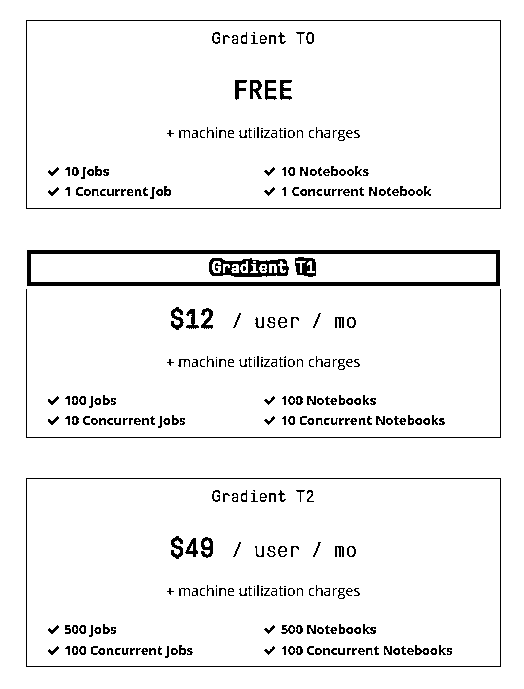 Gradient T0
FREE
+ machine utilization charges
✔ 10 Jobs ✔ 10 Notebooks
✔ 1 Concurrent Job ✔ 1 Concurrent Notebook
Gradient T1
$12 / user / mo
+ machine utilization charges
✔ 100 Jobs ✔ 100 Notebooks
✔ 10 Concurrent Jobs ✔ 10 Concurrent Notebooks
Gradient T2
$49 / user / mo
+ machine utilization charges
✔ 500 Jobs ✔ 500 Notebooks
✔ 100 Concurrent Jobs ✔ 100 Concurrent Notebooks